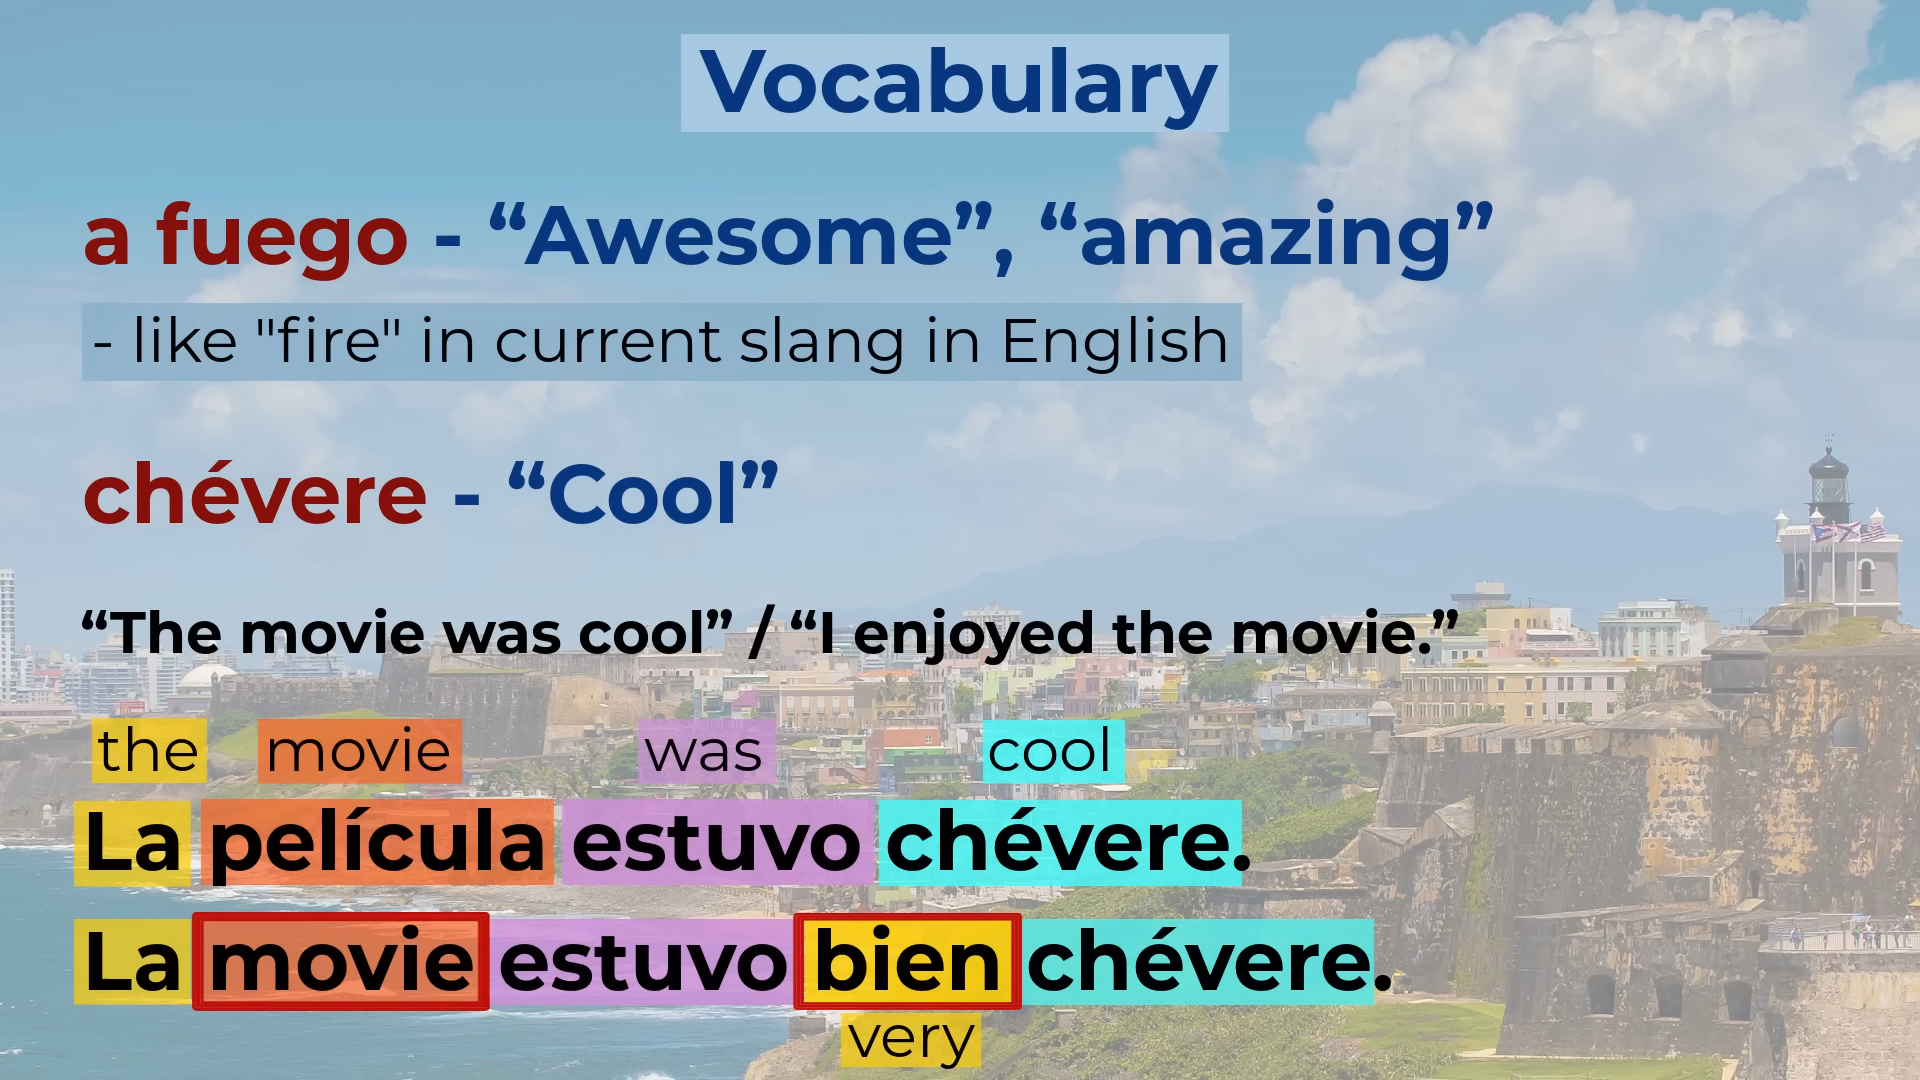 Vocabulary
a fuego - “Awesome”, “amazing”
- like "fire" in current slang in English
chévere - “Cool”
“The movie was cool” / “I enjoyed the movie.”
the movie was cool
La película estuvo chévere.
La movie estuvo bien chévere.
very